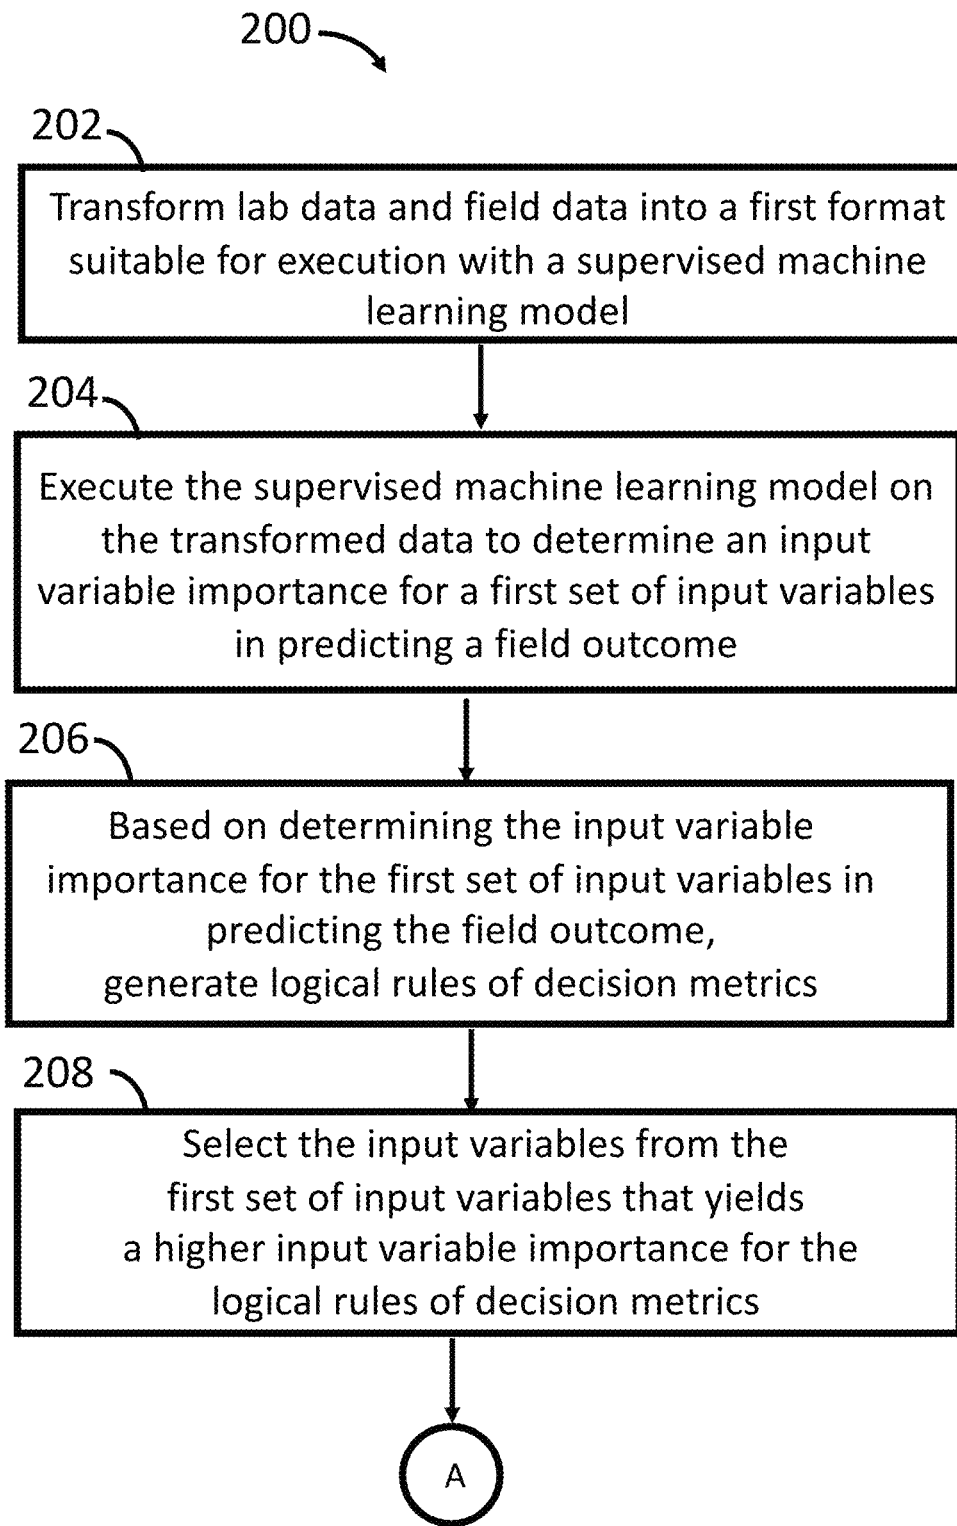 200
202
Transform lab data and field data into a first format
suitable for execution with a supervised machine
learning model
204
Execute the supervised machine learning model on
the transformed data to determine an input
variable importance for a first set of input variables
in predicting a field outcome
206
Based on determining the input variable
importance for the first set of input variables in
predicting the field outcome,
generate logical rules of decision metrics
208
Select the input variables from the
first set of input variables that yields
a higher input variable importance for the
logical rules of decision metrics
A